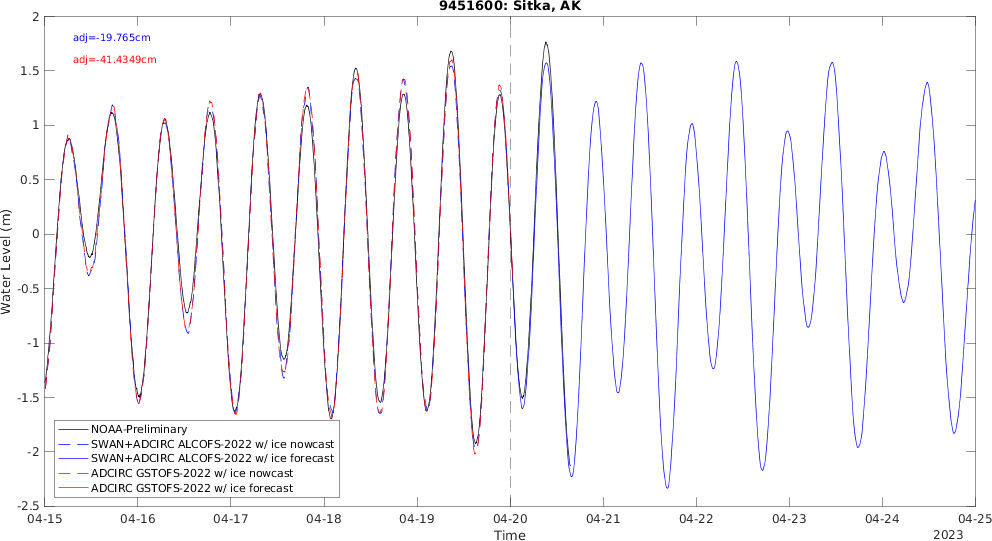 9451600: Sitka, AK
adj=-19.765cm
adj=-41.4349cm
2
1.5
1
0.5
0
-0.5
-1
-1.5
-2
-2.5
Water Level (m)
NOAA-Preliminary
SWAN+ADCIRC ALCOFS-2022 w/ ice nowcast
SWAN+ADCIRC ALCOFS-2022 w/ ice forecast
ADCIRC GSTOFS-2022 w/ ice nowcast
ADCIRC GSTOFS-2022 w/ ice forecast
04-15 04-16 04-17 04-18 04-19 04-20 04-21 04-22 04-23 04-24 04-25
Time
2023